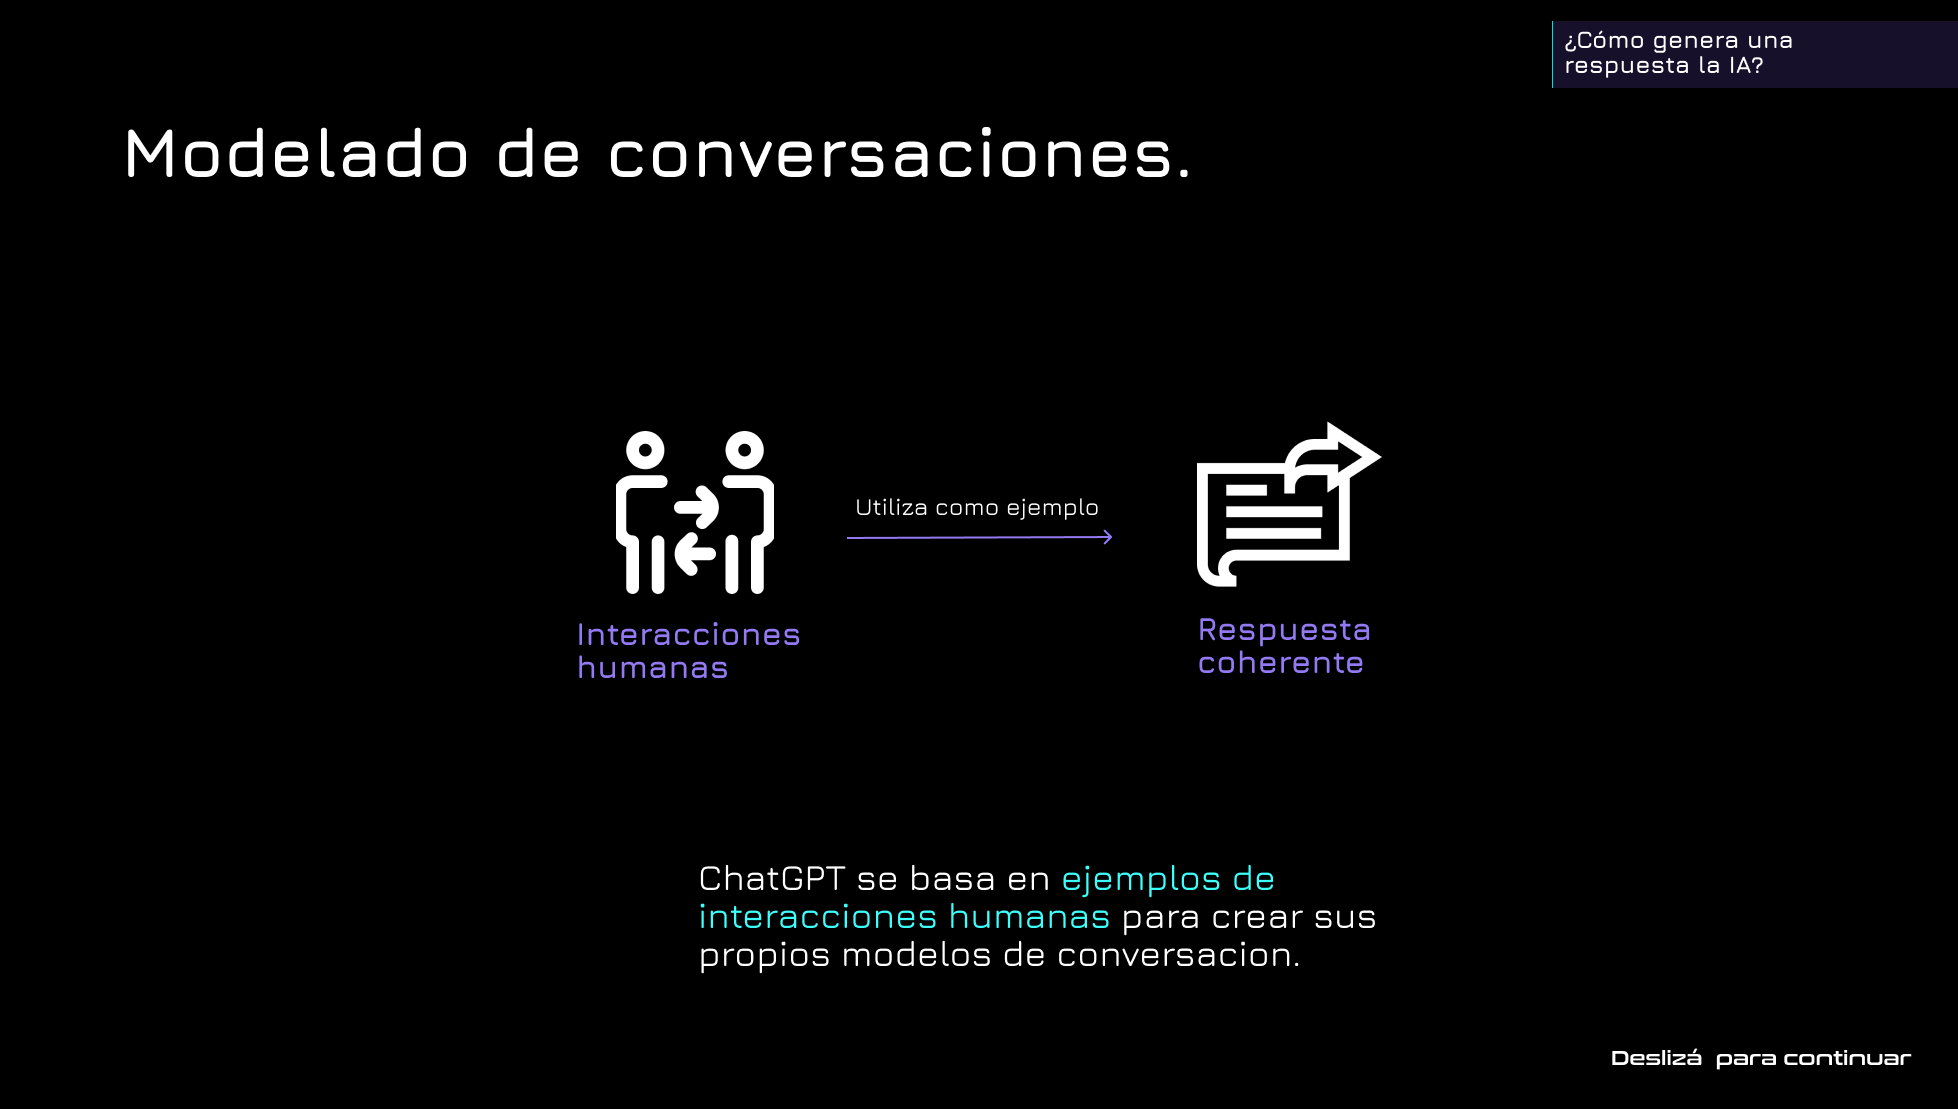 ¿Cómo genera una
respuesta la IA?
Modelado de conversaciones.
Utiliza como ejemplo
Interacciones
humanas
Respuesta
coherente
ChatGPT se basa en ejemplos de
interacciones humanas para crear sus
propios modelos de conversacion.
Deslizá para continuar